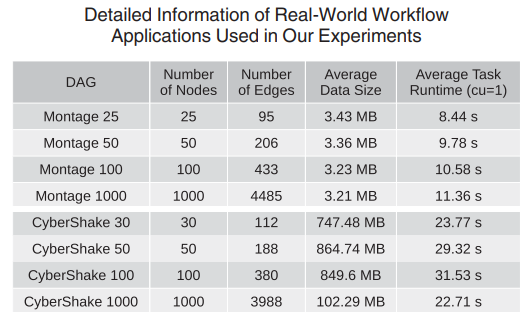 Detailed Information of Real-World Workflow
Applications Used in Our Experiments
DAG Number of Nodes Number of Edges Average Data Size Average Task Runtime (cu=1)
Montage 25 25 95 3.43 MB 8.44 s
Montage 50 50 206 3.36 MB 9.78 s
Montage 100 100 433 3.23 MB 10.58 s
Montage 1000 1000 4485 3.21 MB 11.36 s
CyberShake 30 30 112 747.48 MB 23.77 s
CyberShake 50 50 188 864.74 MB 29.32 s
CyberShake 100 100 380 849.6 MB 31.53 s
CyberShake 1000 1000 3988 102.29 MB 22.71 s